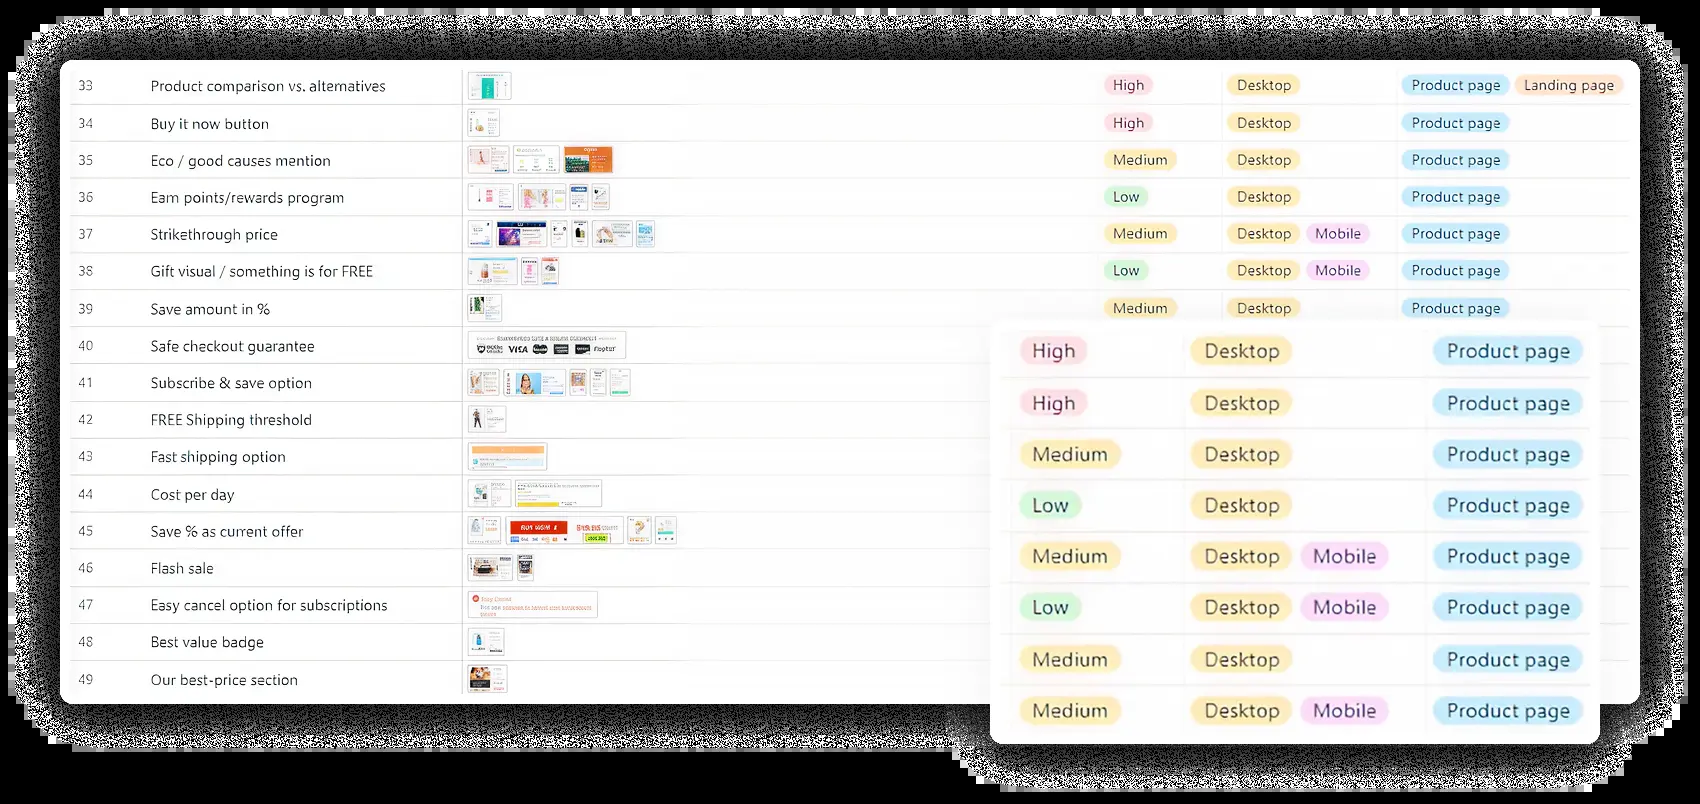 33 Product comparison vs. alternatives High Desktop Product page Landing page
34 Buy it now button High Desktop Product page
35 Eco / good causes mention Medium Desktop Product page
36 Earn points/rewards program Low Desktop Product page
37 Strikethrough price Medium Desktop Mobile Product page
38 Gift visual / something is for FREE Low Desktop Mobile Product page
39 Save amount in % Medium Desktop Product page
40 Safe checkout guarantee
VISA
41 Subscribe & save option
42 FREE Shipping threshold
43 Fast shipping option
44 Cost per day
45 Save % as current offer
46 Flash sale
47 Easy cancel option for subscriptions
48 Best value badge
49 Our best-price section
High Desktop Product page
High Desktop Product page
Medium Desktop Product page
Low Desktop Product page
Medium Desktop Mobile Product page
Low Desktop Mobile Product page
Medium Desktop Product page
Medium Desktop Mobile Product page